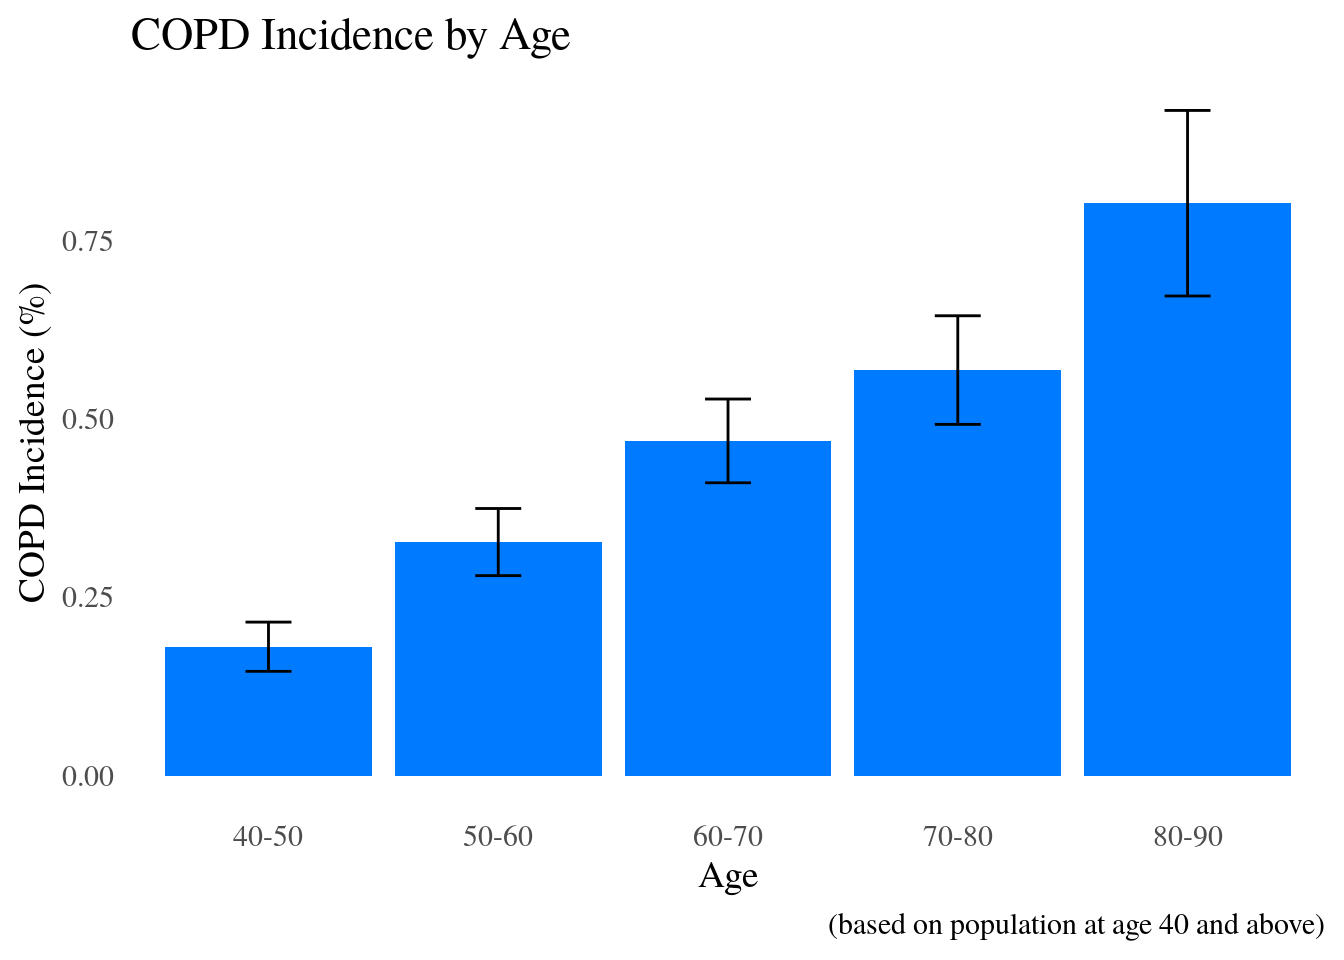 COPD Incidence by Age
COPD Incidence (%)
0.75
0.50
0.25
0.00
40-50 50-60 60-70 70-80 80-90
Age
(based on population at age 40 and above)